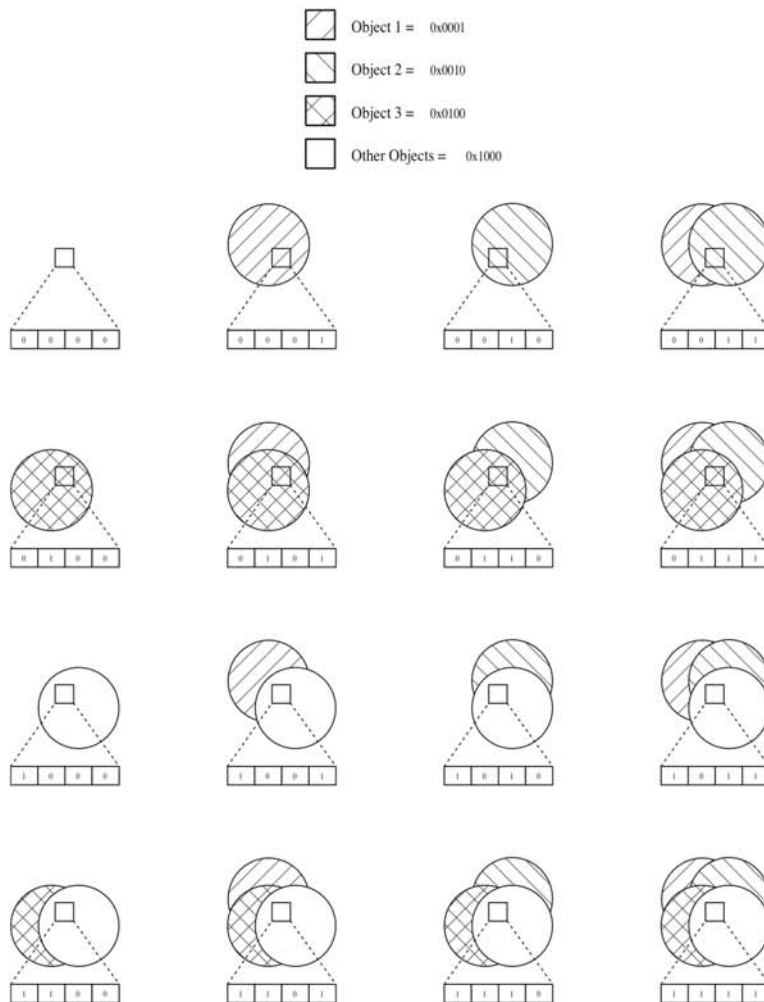 Object 1 = 0x0001
Object 2 = 0x0010
Object 3 = 0x0100
Other Objects = 0x1000
0 0 0 0
0 0 0 1
0 0 1 0
0 0 1 1
0 1 0 0
0 1 0 1
0 1 1 0
0 1 1 1
1 0 0 0
1 0 0 1
1 0 1 0
1 0 1 1
1 1 0 0
1 1 0 1
1 1 1 0
1 1 1 1